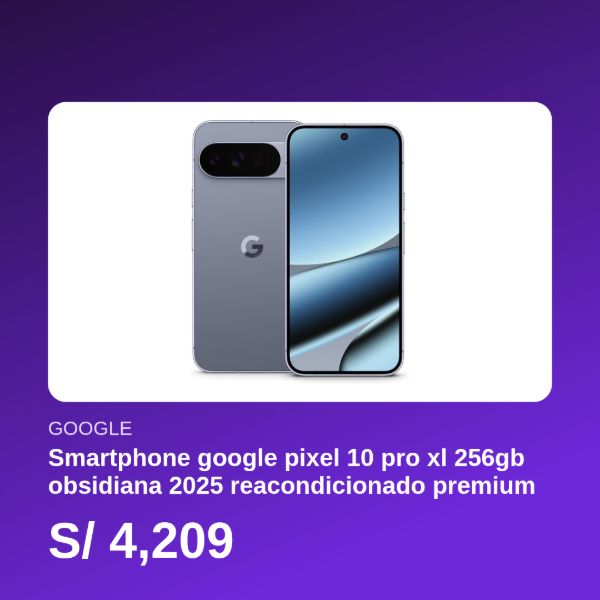 GOOGLE
Smartphone google pixel 10 pro xl 256gb
obsidiana 2025 reacondicionado premium
S/ 4,209